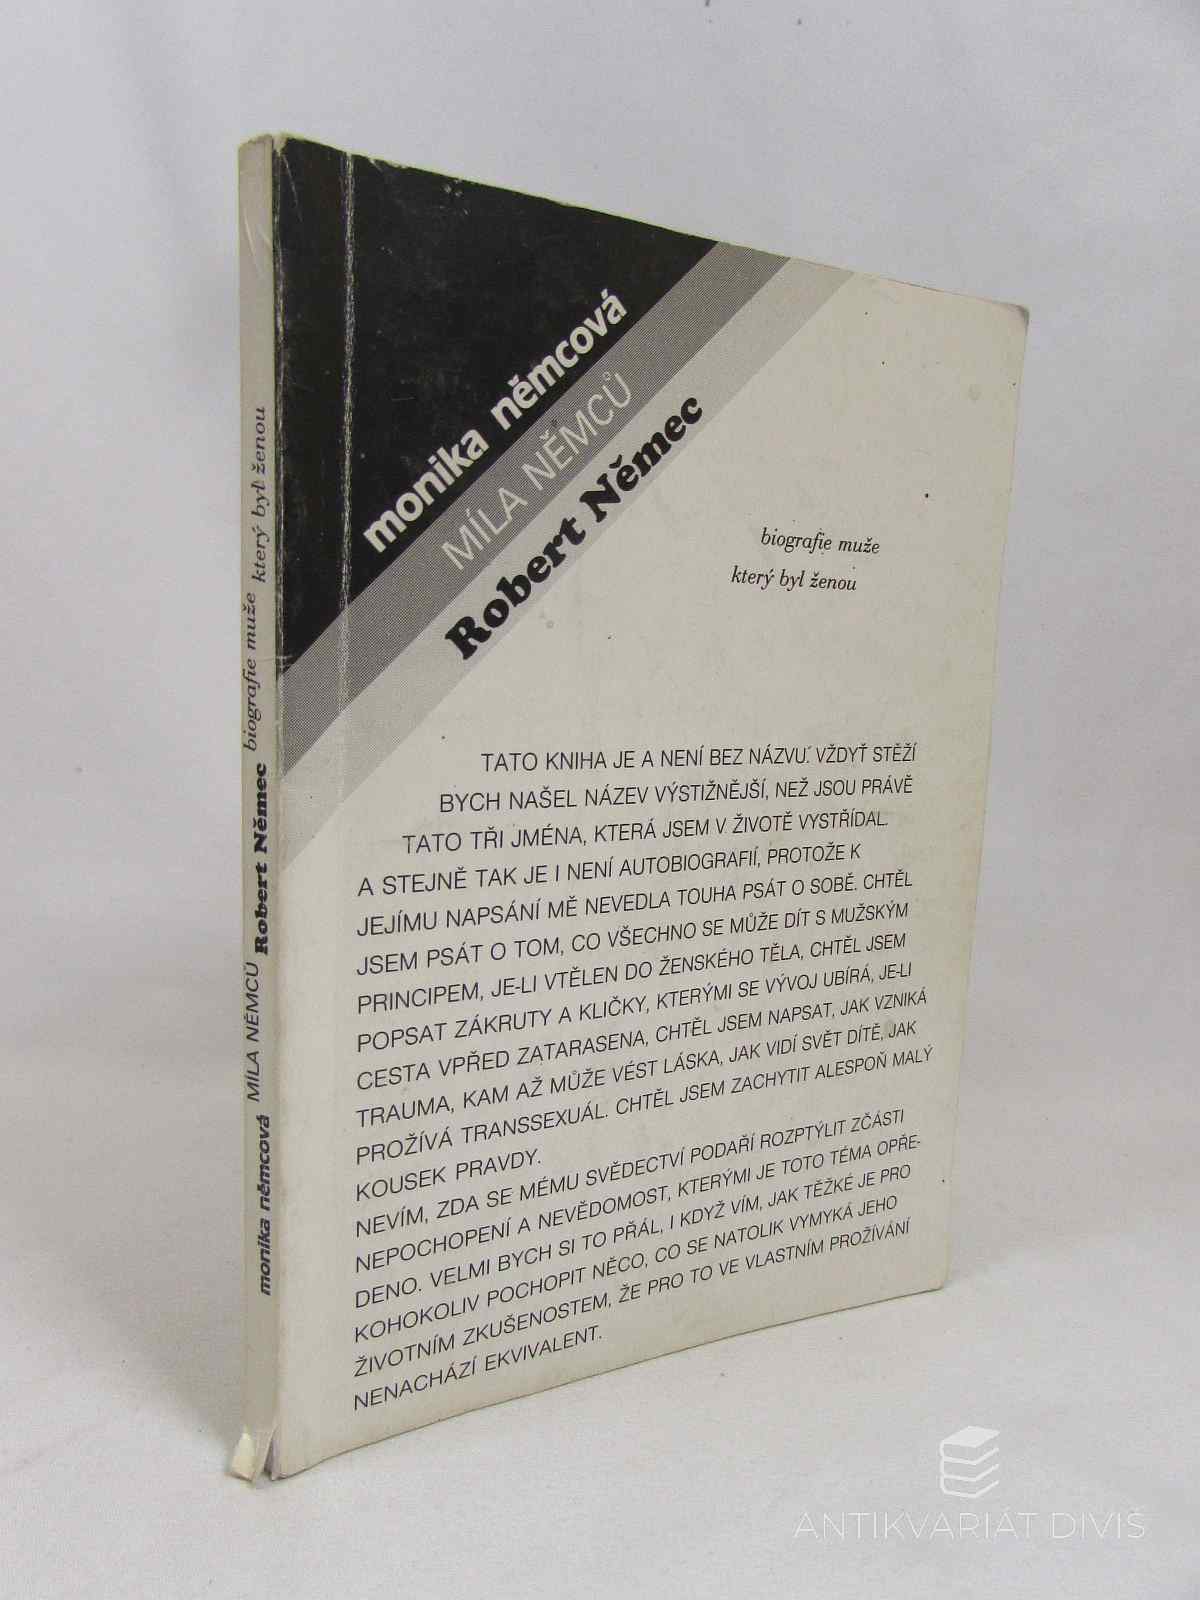 monika němcová MÍLA NĚMCŮ Robert Němec biografie muže který byl ženou
monika němcová
MÍLA NĚMCŮ
Robert Němec
biografie muže
který byl ženou
TATO KNIHA JE A NENÍ BEZ NÁZVU. VŽDYŤ STĚŽÍ
BYCH NAŠEL NÁZEV VÝSTIŽNĚJŠÍ, NEŽ JSOU PRÁVĚ
TATO TŘI JMÉNA, KTERÁ JSEM V ŽIVOTĚ VYSTŘÍDAL.
A STEJNĚ TAK JE I NENÍ AUTOBIOGRAFIÍ, PROTOŽE K
JEJÍMU NAPSÁNÍ MĚ NEVEDLA TOUHA PSÁT O SOBĚ. CHTĚL
JSEM PSÁT O TOM, CO VŠECHNO SE MŮŽE DÍT S MUŽSKÝM
PRINCIPEM, JE-LI VTĚLEN DO ŽENSKÉHO TĚLA, CHTĚL JSEM
POPSAT ZÁKRUTY A KLIČKY, KTERÝMI SE VÝVOJ UBÍRÁ, JE-LI
CESTA VPŘED ZATARASENA, CHTĚL JSEM NAPSAT, JAK VZNIKÁ
TRAUMA, KAM AŽ MŮŽE VÉST LÁSKA, JAK VIDÍ SVĚT DÍTĚ, JAK
PROŽÍVÁ TRANSSEXUÁL. CHTĚL JSEM ZACHYTIT ALESPOŇ MALÝ
KOUSEK PRAVDY.
NEVÍM, ZDA SE MÉMU SVĚDECTVÍ PODAŘÍ ROZPTÝLIT ZČÁSTI
NEPOCHOPENÍ A NEVĚDOMOST, KTERÝMI JE TOTO TÉMA OPŘE-
DENO. VELMI BYCH SI TO PŘÁL, I KDYŽ VÍM, JAK TĚŽKÉ JE PRO
KOHOKOLIV POCHOPIT NĚCO, CO SE NATOLIK VYMYKÁ JEHO
ŽIVOTNÍM ZKUŠENOSTEM, ŽE PRO TO VE VLASTNÍM PROŽÍVÁNÍ
NENACHÁZÍ EKVIVALENT.
ANTIKVARIÁT DIVIŠ